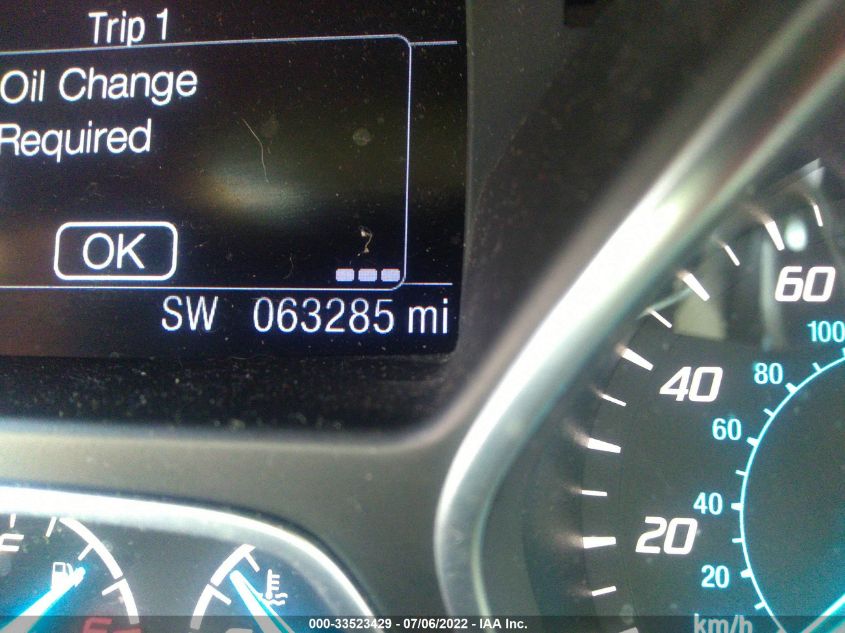 Trip 1
Oil Change
Required
OK
SW 063285 mi
60
100
40
80
60
40
20
20
km/h
000-33523429 - 07/06/2022 - IAA Inc.